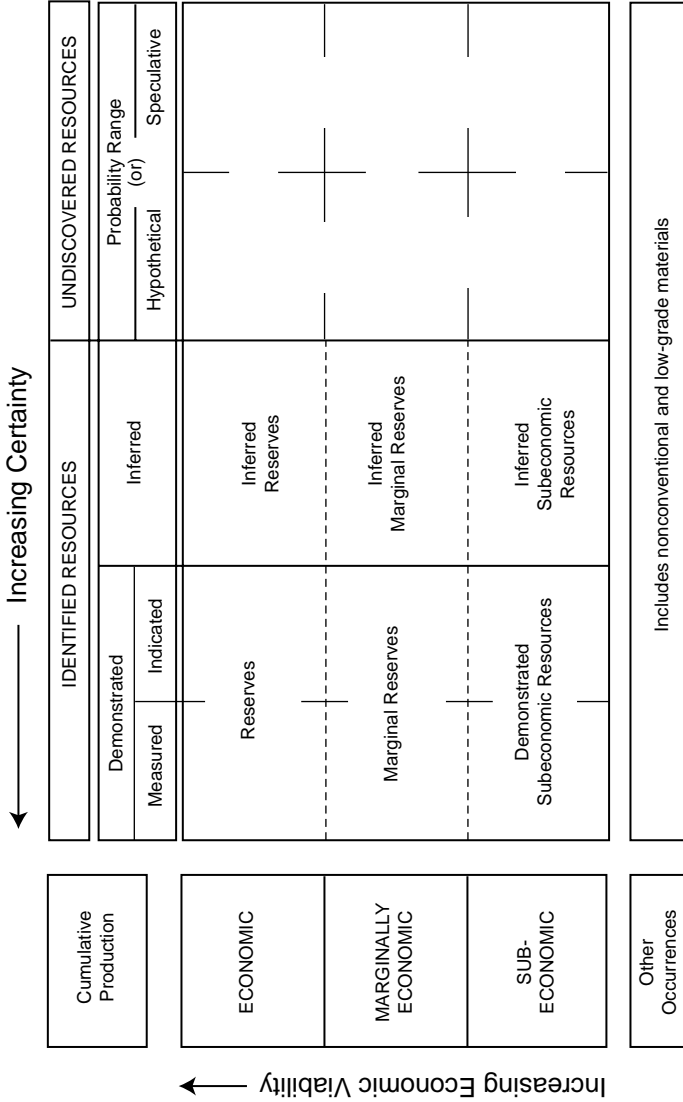 Increasing Certainty
Cumulative
Production
IDENTIFIED RESOURCES
UNDISCOVERED RESOURCES
Demonstrated
Inferred
Probability Range
(or)
Measured
Indicated
Hypothetical
Speculative
ECONOMIC
Reserves
Inferred
Reserves
MARGINALLY
ECONOMIC
Marginal Reserves
Inferred
Marginal Reserves
SUB-
ECONOMIC
Demonstrated
Subeconomic Resources
Inferred
Subeconomic
Resources
Other
Occurrences
Includes nonconventional and low-grade materials
Increasing Economic Viability